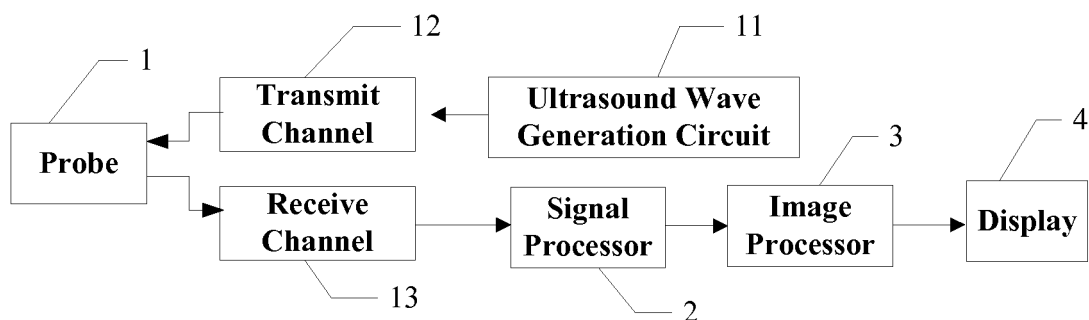 12
11
1
Transmit
Channel
Ultrasound Wave
Generation Circuit
4
3
Probe
Receive
Channel
Signal
Processor
Image
Processor
Display
13
2